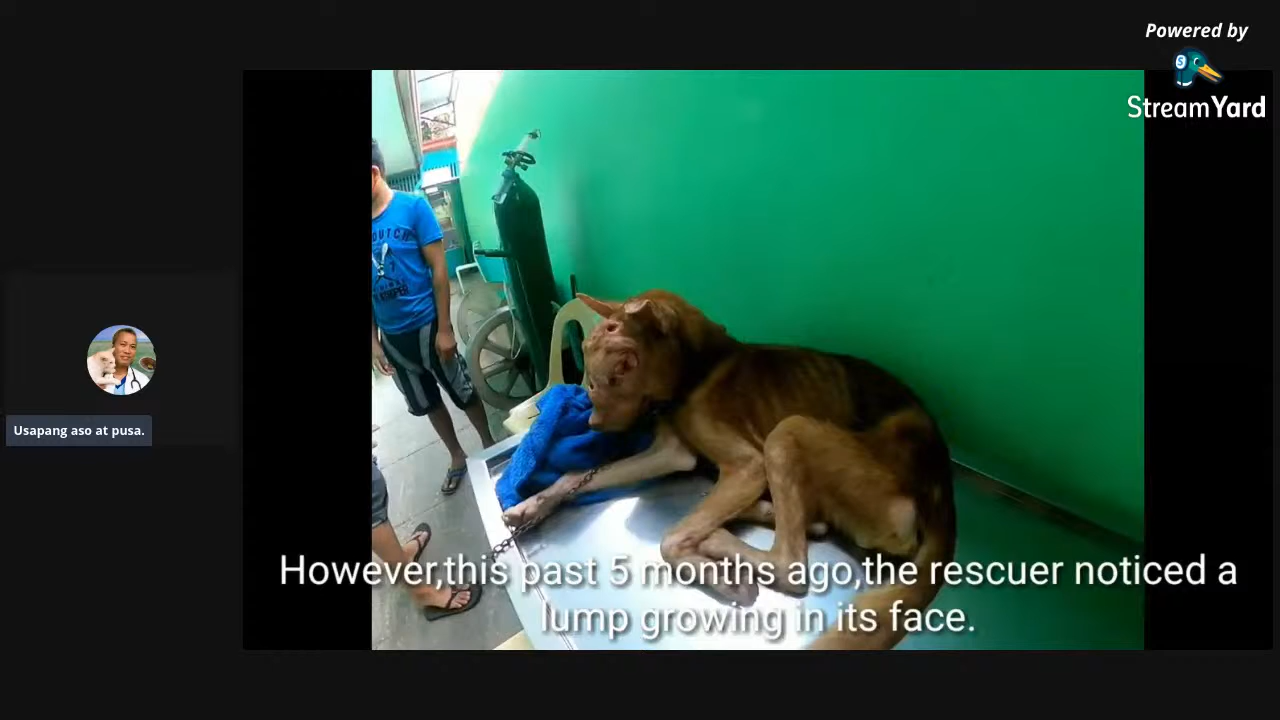 Powered by
StreamYard
DUTCH
Usapang aso at pusa.
However,this past 5 months ago,the rescuer noticed a
lump growing in its face.